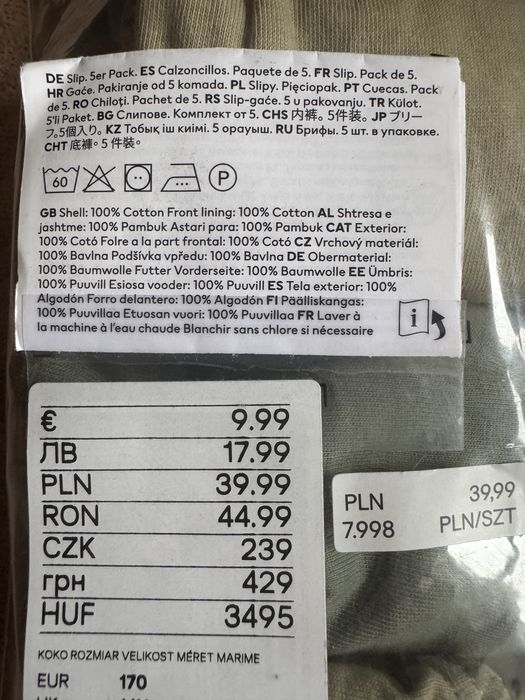 DE Slip. 5er Pack. ES Calzoncillos. Paquete de 5. FR Slip. Pack de 5.
HR Gaće. Pakiranje od 5 komada. PL Slipy. Pięciopak. PT Cuecas. Pack
de 5. RO Chiloți. Pachet de 5. RS Slip-gaće. 5 u pakovanju. TR Külot.
5'li Paket. BG Слипове. Комплект от 5. CHS 内裤。5件装。 JP ブリー
フ。5個入り。 KZ Тобық іш киімі. 5 орауыш. RU Брифы. 5 шт. в упаковке.
CHT 底褲。5 件裝。
60 P
GB Shell: 100% Cotton Front lining: 100% Cotton AL Shtresa e
jashtme: 100% Pambuk Astari para: 100% Pambuk CAT Exterior:
100% Cotó Folre a la part frontal: 100% Cotó CZ Vrchový materiál:
100% Bavlna Podšívka vpředu: 100% Bavlna DE Obermaterial:
100% Baumwolle Futter Vorderseite: 100% Baumwolle EE Ümbris:
100% Puuvill Esiosa vooder: 100% Puuvill ES Tela exterior: 100%
Algodón Forro delantero: 100% Algodón FI Päälliskangas:
100% Puuvillaa Etuosan vuori: 100% Puuvillaa FR Laver à
la machine à l'eau chaude Blanchir sans chlore si nécessaire
i
€ 9.99
ЛВ 17.99
PLN 39.99
RON 44.99
CZK 239
грн 429
HUF 3495
PLN 39,99
7.998 PLN/SZT
KOKO ROZMIAR VELIKOST MÉRET MARIME
EUR 170